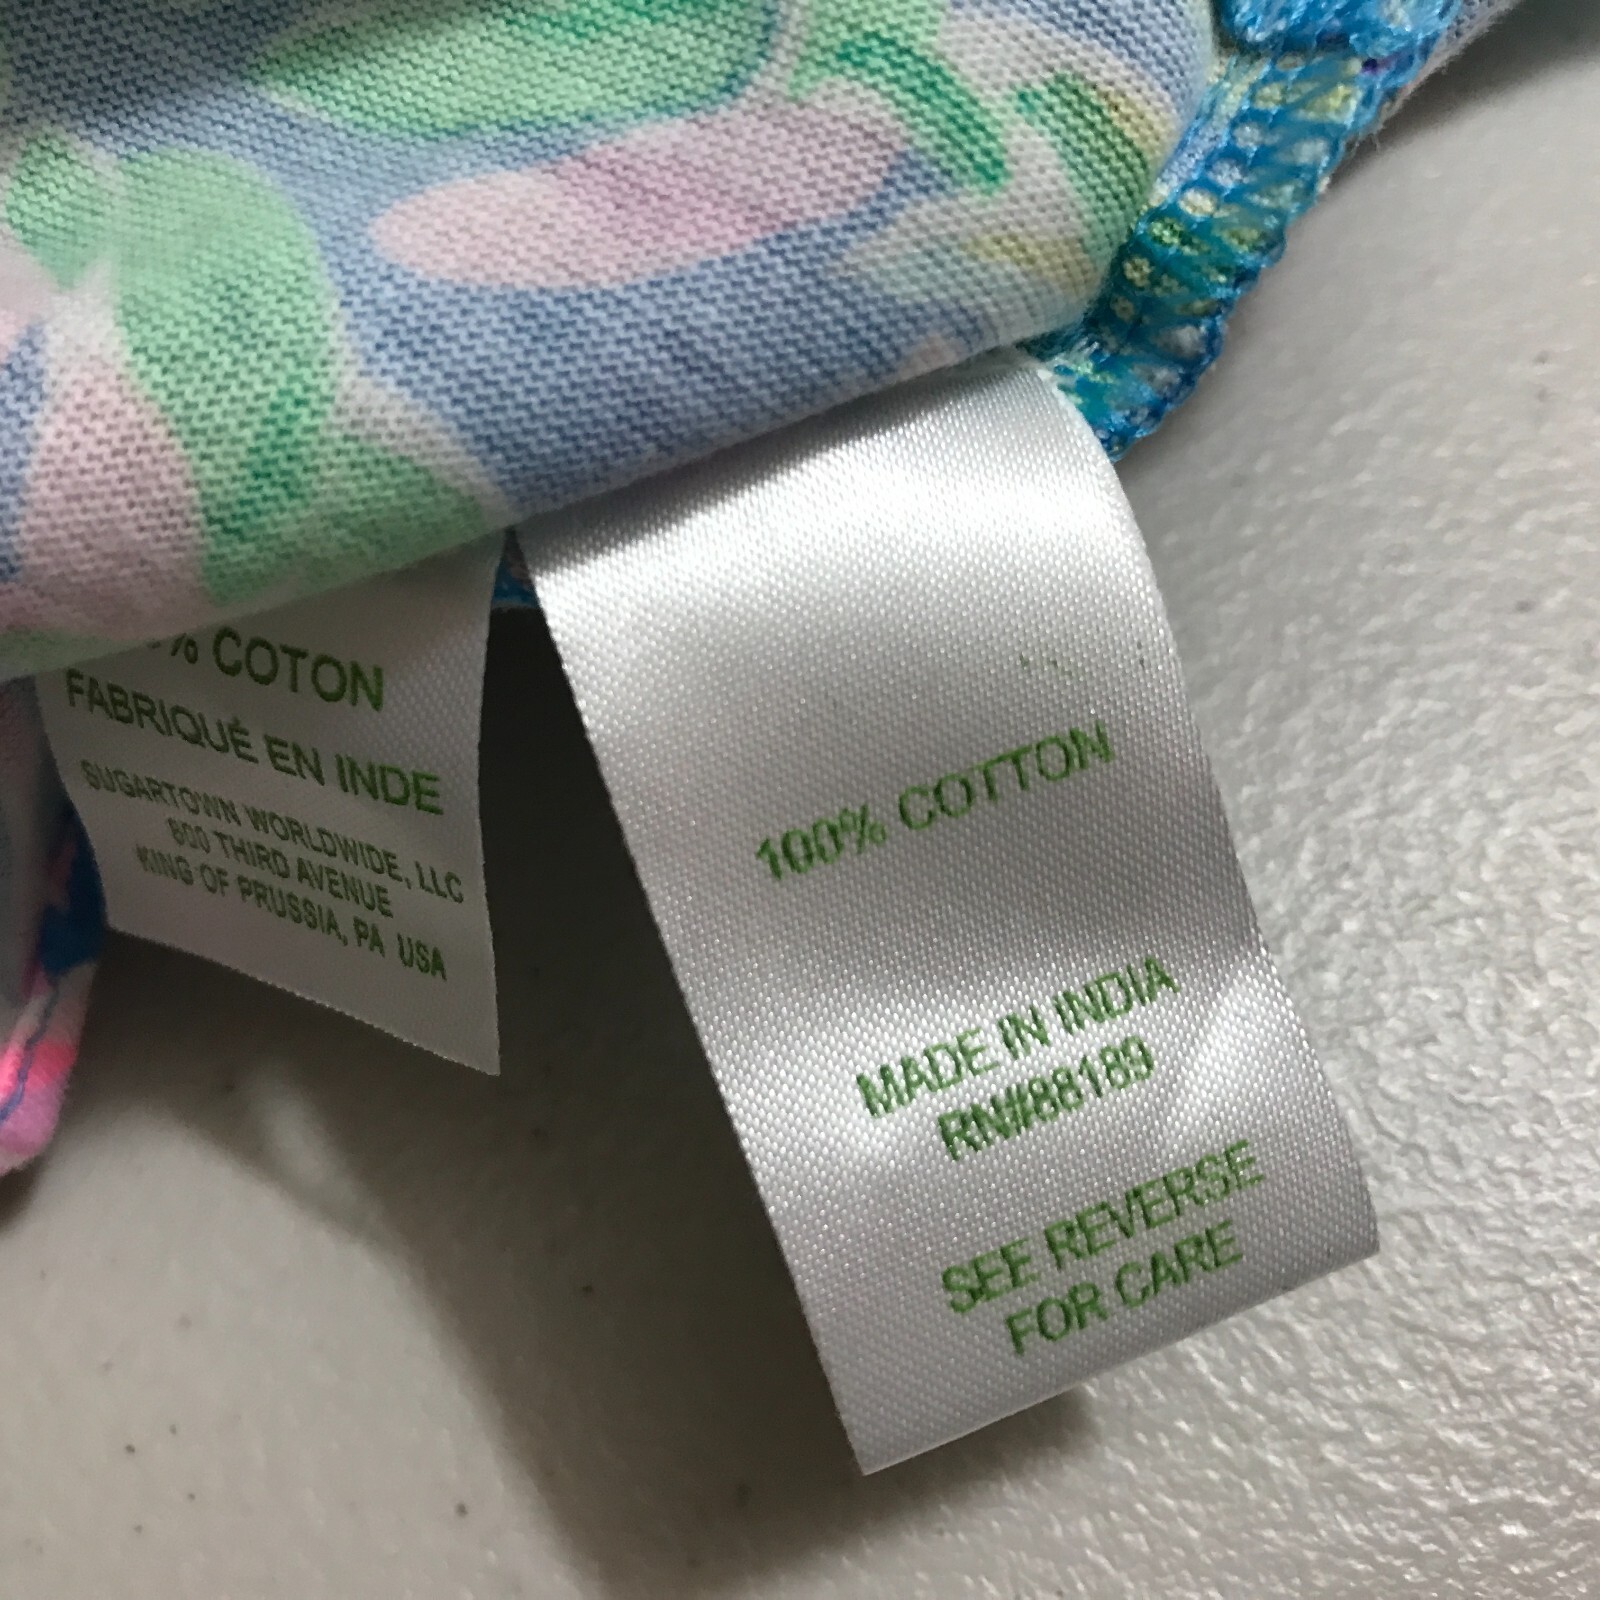 % COTON
FABRIQUÉ EN INDE
SUGARTOWN WORLDWIDE, LLC
800 THIRD AVENUE
KING OF PRUSSIA, PA USA
100% COTTON
MADE IN INDIA
RN#88189
SEE REVERSE
FOR CARE